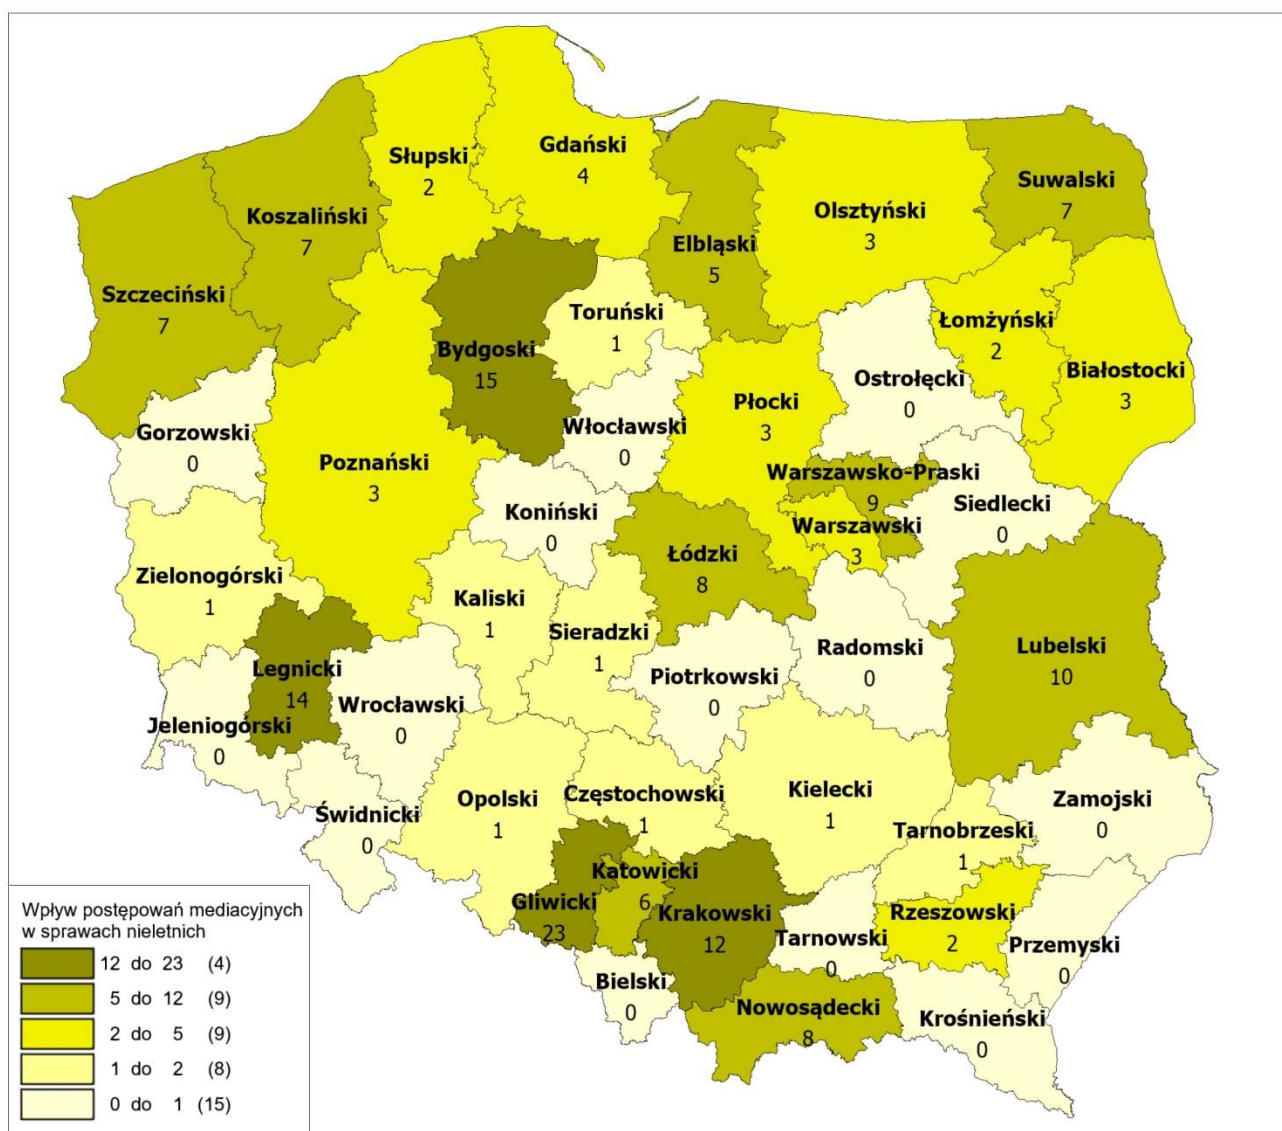 Gdański
4
Słupski
2
Suwalski
7
Koszaliński
7
Olsztyński
3
Elbląski
5
Szczeciński
7
Toruński
1
Łomżyński
2
Bydgoski
15
Białostocki
3
Ostrołęcki
0
Płocki
3
Włocławski
0
Gorzowski
0
Poznański
3
Warszawsko-Praski
9
Siedlecki
0
Koniński
0
Warszawski
3
Łódzki
8
Zielonogórski
1
Kaliski
1
Sieradzki
1
Radomski
0
Lubelski
10
Legnicki
14
Piotrkowski
0
Wrocławski
0
Jeleniogórski
0
Opolski
1
Częstochowski
1
Kielecki
1
Zamojski
0
Świdnicki
0
Tarnobrzeski
1
Katowicki
6
Gliwicki
23
Krakowski
12
Rzeszowski
2
Tarnowski
0
Przemyski
0
Bielski
0
Nowosądecki
8
Krośnieński
0
Wpływ postępowań mediacyjnych
w sprawach nieletnich
12 do 23 (4)
5 do 12 (9)
2 do 5 (9)
1 do 2 (8)
0 do 1 (15)